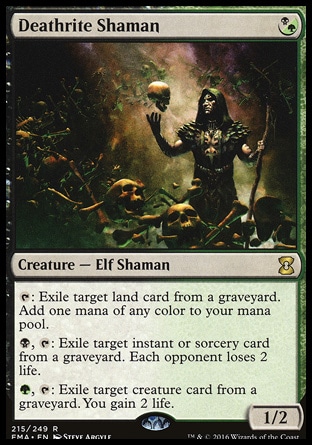 Deathrite Shaman
Creature — Elf Shaman
: Exile target land card from a graveyard.
Add one mana of any color to your mana
pool.
, : Exile target instant or sorcery card
from a graveyard. Each opponent loses 2
life.
, : Exile target creature card from a
graveyard. You gain 2 life.
1/2
215/249 R
EMA • EN Steve Argyle
™ & © 2016 Wizards of the Coast